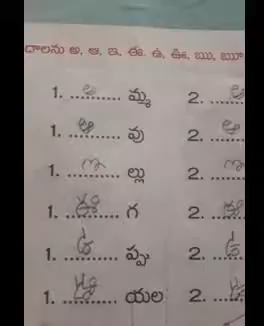 దాలను అ, ఆ, ఇ, ఈ, ఉ, ఊ, ఋ, ౠ
1. ..అ...... మ్మ 2. ....అ
1. ..ఆ...... వు 2. ....ఆ
1. ..ఇ...... ల్లు 2. ....ఇ
1. ..ఈ...... గ 2. ....ఈ
1. ..ఉ...... ప్పు 2. ....ఉ
1. ..ఊ...... యల 2. ....ఊ